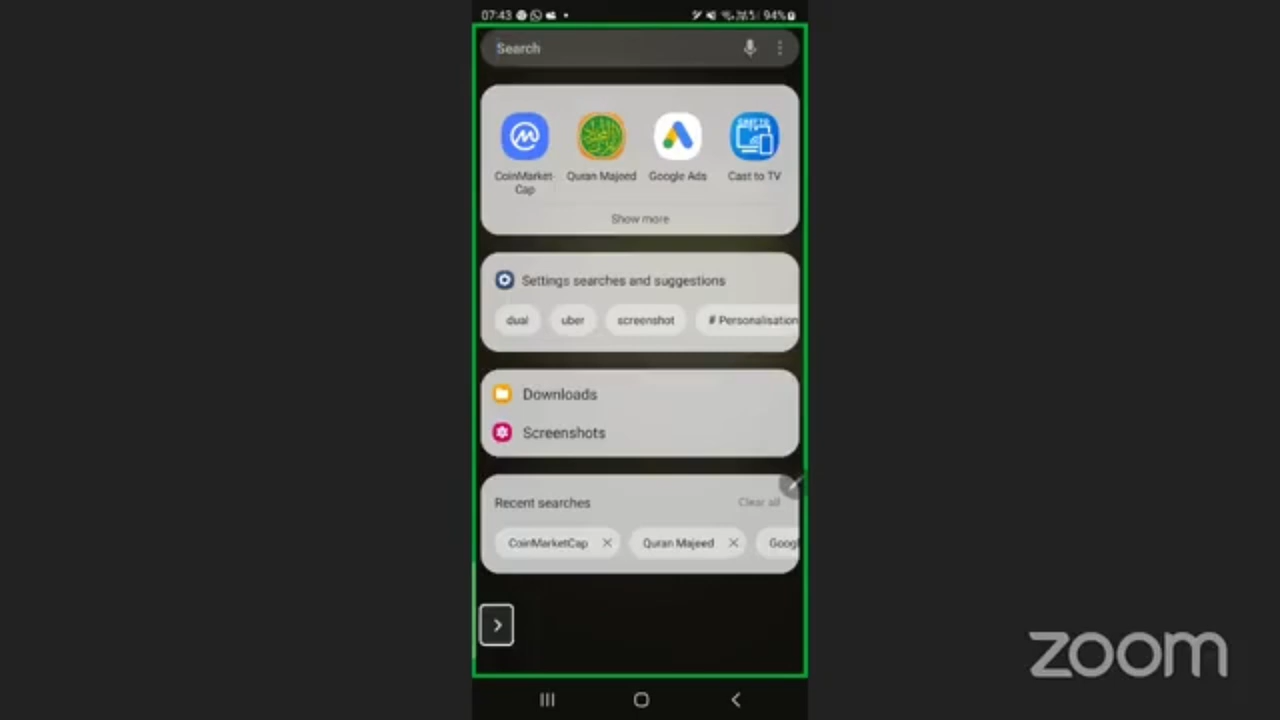 07:43
94%
Search
CoinMarket-
Cap
Quran Majeed
Google Ads
Cast to TV
Show more
Settings searches and suggestions
dual
uber
screenshot
# Personalisation
Downloads
Screenshots
Recent searches
Clear all
CoinMarketCap
Quran Majeed
Googl
zoom